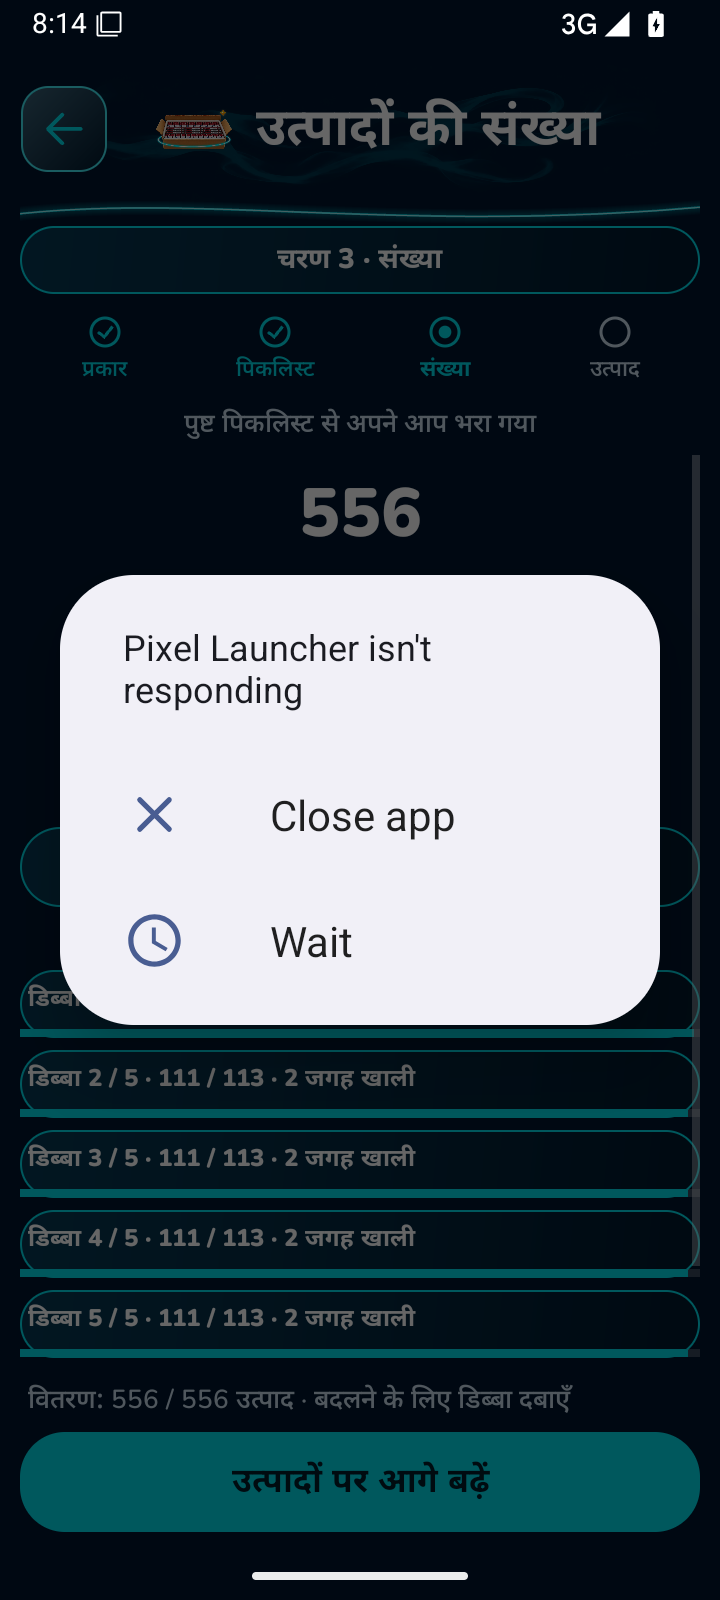 8:14
3G
उत्पादों की संख्या
चरण 3 · संख्या
प्रकार
पिकलिस्ट
संख्या
उत्पाद
पुष्ट पिकलिस्ट से अपने आप भरा गया
556
Pixel Launcher isn't
responding
Close app
Wait
डिब्बा
डिब्बा 2 / 5 · 111 / 113 · 2 जगह खाली
डिब्बा 3 / 5 · 111 / 113 · 2 जगह खाली
डिब्बा 4 / 5 · 111 / 113 · 2 जगह खाली
डिब्बा 5 / 5 · 111 / 113 · 2 जगह खाली
वितरण: 556 / 556 उत्पाद · बदलने के लिए डिब्बा दबाएँ
उत्पादों पर आगे बढ़ें